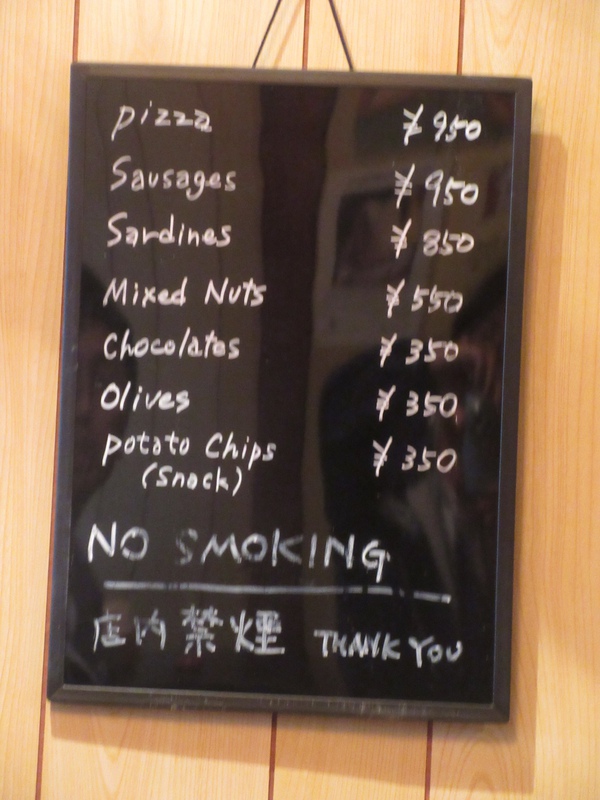 pizza ¥950
Sausages ¥950
Sardines ¥850
Mixed Nuts ¥550
Chocolates ¥350
Olives ¥350
potato Chips ¥350
(Snack)
NO SMOKING
店内禁煙 THANK YOU